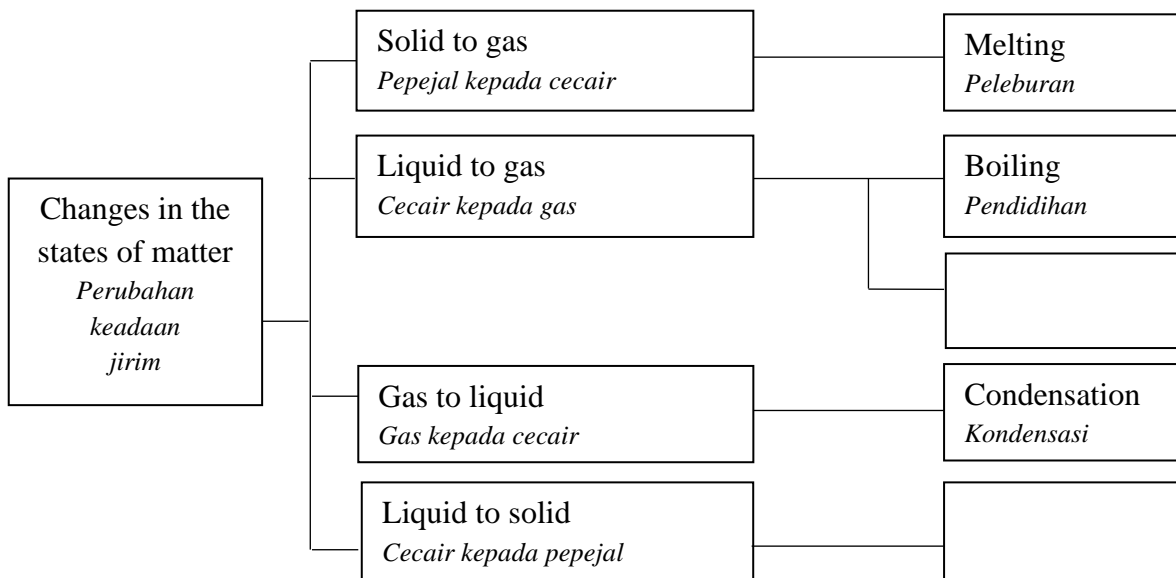 Solid to gas
Pepejal kepada cecair
Melting
Peleburan
Liquid to gas
Cecair kepada gas
Boiling
Pendidihan
Changes in the
states of matter
Perubahan
keadaan
jirim
Gas to liquid
Gas kepada cecair
Condensation
Kondensasi
Liquid to solid
Cecair kepada pepejal